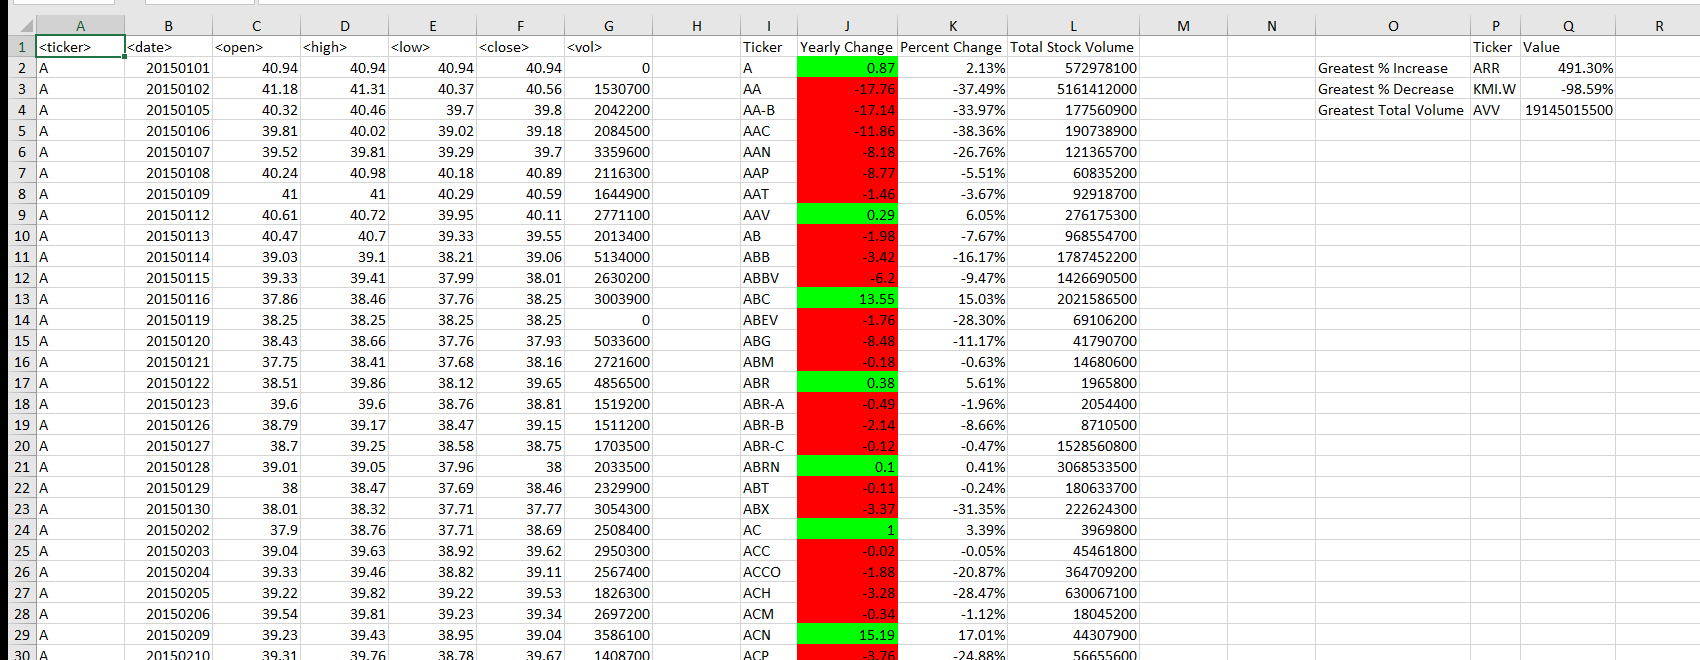 A B C D E F G H I J K L M N O P Q R
1 <ticker> <date> <open> <high> <low> <close> <vol> Ticker Yearly Change Percent Change Total Stock Volume Ticker Value
2 A 20150101 40.94 40.94 40.94 40.94 0 A 0.87 2.13% 572978100 Greatest % Increase ARR 491.30%
3 A 20150102 41.18 41.31 40.37 40.56 1530700 AA -17.76 -37.49% 5161412000 Greatest % Decrease KMI.W -98.59%
4 A 20150105 40.32 40.46 39.7 39.8 2042200 AA-B -17.14 -33.97% 177560900 Greatest Total Volume AVV 19145015500
5 A 20150106 39.81 40.02 39.02 39.18 2084500 AAC -11.86 -38.36% 190738900
6 A 20150107 39.52 39.81 39.29 39.7 3359600 AAN -8.18 -26.76% 121365700
7 A 20150108 40.24 40.98 40.18 40.89 2116300 AAP -8.77 -5.51% 60835200
8 A 20150109 41 41 40.29 40.59 1644900 AAT -1.46 -3.67% 92918700
9 A 20150112 40.61 40.72 39.95 40.11 2771100 AAV 0.29 6.05% 276175300
10 A 20150113 40.47 40.7 39.33 39.55 2013400 AB -1.98 -7.67% 968554700
11 A 20150114 39.03 39.1 38.21 39.06 5134000 ABB -3.42 -16.17% 1787452200
12 A 20150115 39.33 39.41 37.99 38.01 2630200 ABBV -6.2 -9.47% 1426690500
13 A 20150116 37.86 38.46 37.76 38.25 3003900 ABC 13.55 15.03% 2021586500
14 A 20150119 38.25 38.25 38.25 38.25 0 ABEV -1.76 -28.30% 69106200
15 A 20150120 38.43 38.66 37.76 37.93 5033600 ABG -8.48 -11.17% 41790700
16 A 20150121 37.75 38.41 37.68 38.16 2721600 ABM -0.18 -0.63% 14680600
17 A 20150122 38.51 39.86 38.12 39.65 4856500 ABR 0.38 5.61% 1965800
18 A 20150123 39.6 39.6 38.76 38.81 1519200 ABR-A -0.49 -1.96% 2054400
19 A 20150126 38.79 39.17 38.47 39.15 1511200 ABR-B -2.14 -8.66% 8710500
20 A 20150127 38.7 39.25 38.58 38.75 1703500 ABR-C -0.12 -0.47% 1528560800
21 A 20150128 39.01 39.05 37.96 38 2033500 ABRN 0.1 0.41% 3068533500
22 A 20150129 38 38.47 37.69 38.46 2329900 ABT -0.11 -0.24% 180633700
23 A 20150130 38.01 38.32 37.71 37.77 3054300 ABX -3.37 -31.35% 222624300
24 A 20150202 37.9 38.76 37.71 38.69 2508400 AC 1 3.39% 3969800
25 A 20150203 39.04 39.63 38.92 39.62 2950300 ACC -0.02 -0.05% 45461800
26 A 20150204 39.33 39.46 38.82 39.11 2567400 ACCO -1.88 -20.87% 364709200
27 A 20150205 39.22 39.82 39.22 39.53 1826300 ACH -3.28 -28.47% 630067100
28 A 20150206 39.54 39.81 39.23 39.34 2697200 ACM -0.34 -1.12% 18045200
29 A 20150209 39.23 39.43 38.95 39.04 3586100 ACN 15.19 17.01% 44307900
30 A 20150210 39.31 39.76 38.78 39.67 1408700 ACP -3.76 -24.88% 56655600